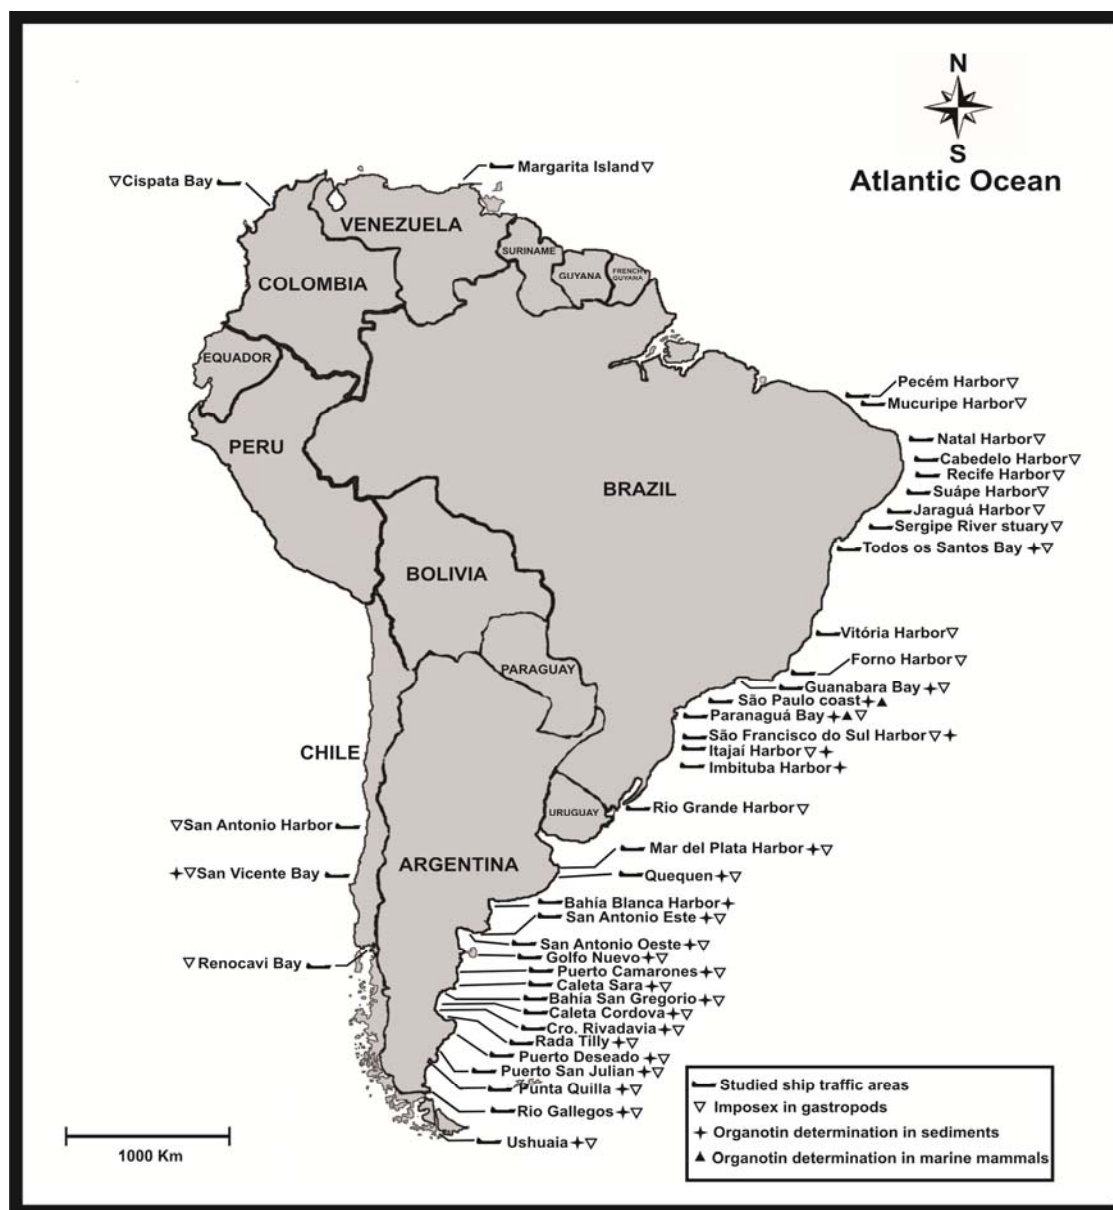 N
S
Atlantic Ocean
Margarita Island
Cispata Bay
VENEZUELA
SURINAME
GUYANA
FRENCH
GUYANA
COLOMBIA
EQUADOR
PERU
BRAZIL
BOLIVIA
PARAGUAY
CHILE
URUGUAY
ARGENTINA
Pecém Harbor
Mucuripe Harbor
Natal Harbor
Cabedelo Harbor
Recife Harbor
Suápe Harbor
Jaraguá Harbor
Sergipe River stuary
Todos os Santos Bay
Vitória Harbor
Forno Harbor
Guanabara Bay
São Paulo coast
Paranaguá Bay
São Francisco do Sul Harbor
Itajaí Harbor
Imbituba Harbor
Rio Grande Harbor
San Antonio Harbor
Mar del Plata Harbor
San Vicente Bay
Quequen
Bahía Blanca Harbor
San Antonio Este
San Antonio Oeste
Golfo Nuevo
Renocavi Bay
Puerto Camarones
Caleta Sara
Bahía San Gregorio
Caleta Cordova
Cro. Rivadavia
Rada Tilly
Puerto Deseado
Puerto San Julian
Punta Quilla
Rio Gallegos
Ushuaia
1000 Km
Studied ship traffic areas
Imposex in gastropods
Organotin determination in sediments
Organotin determination in marine mammals